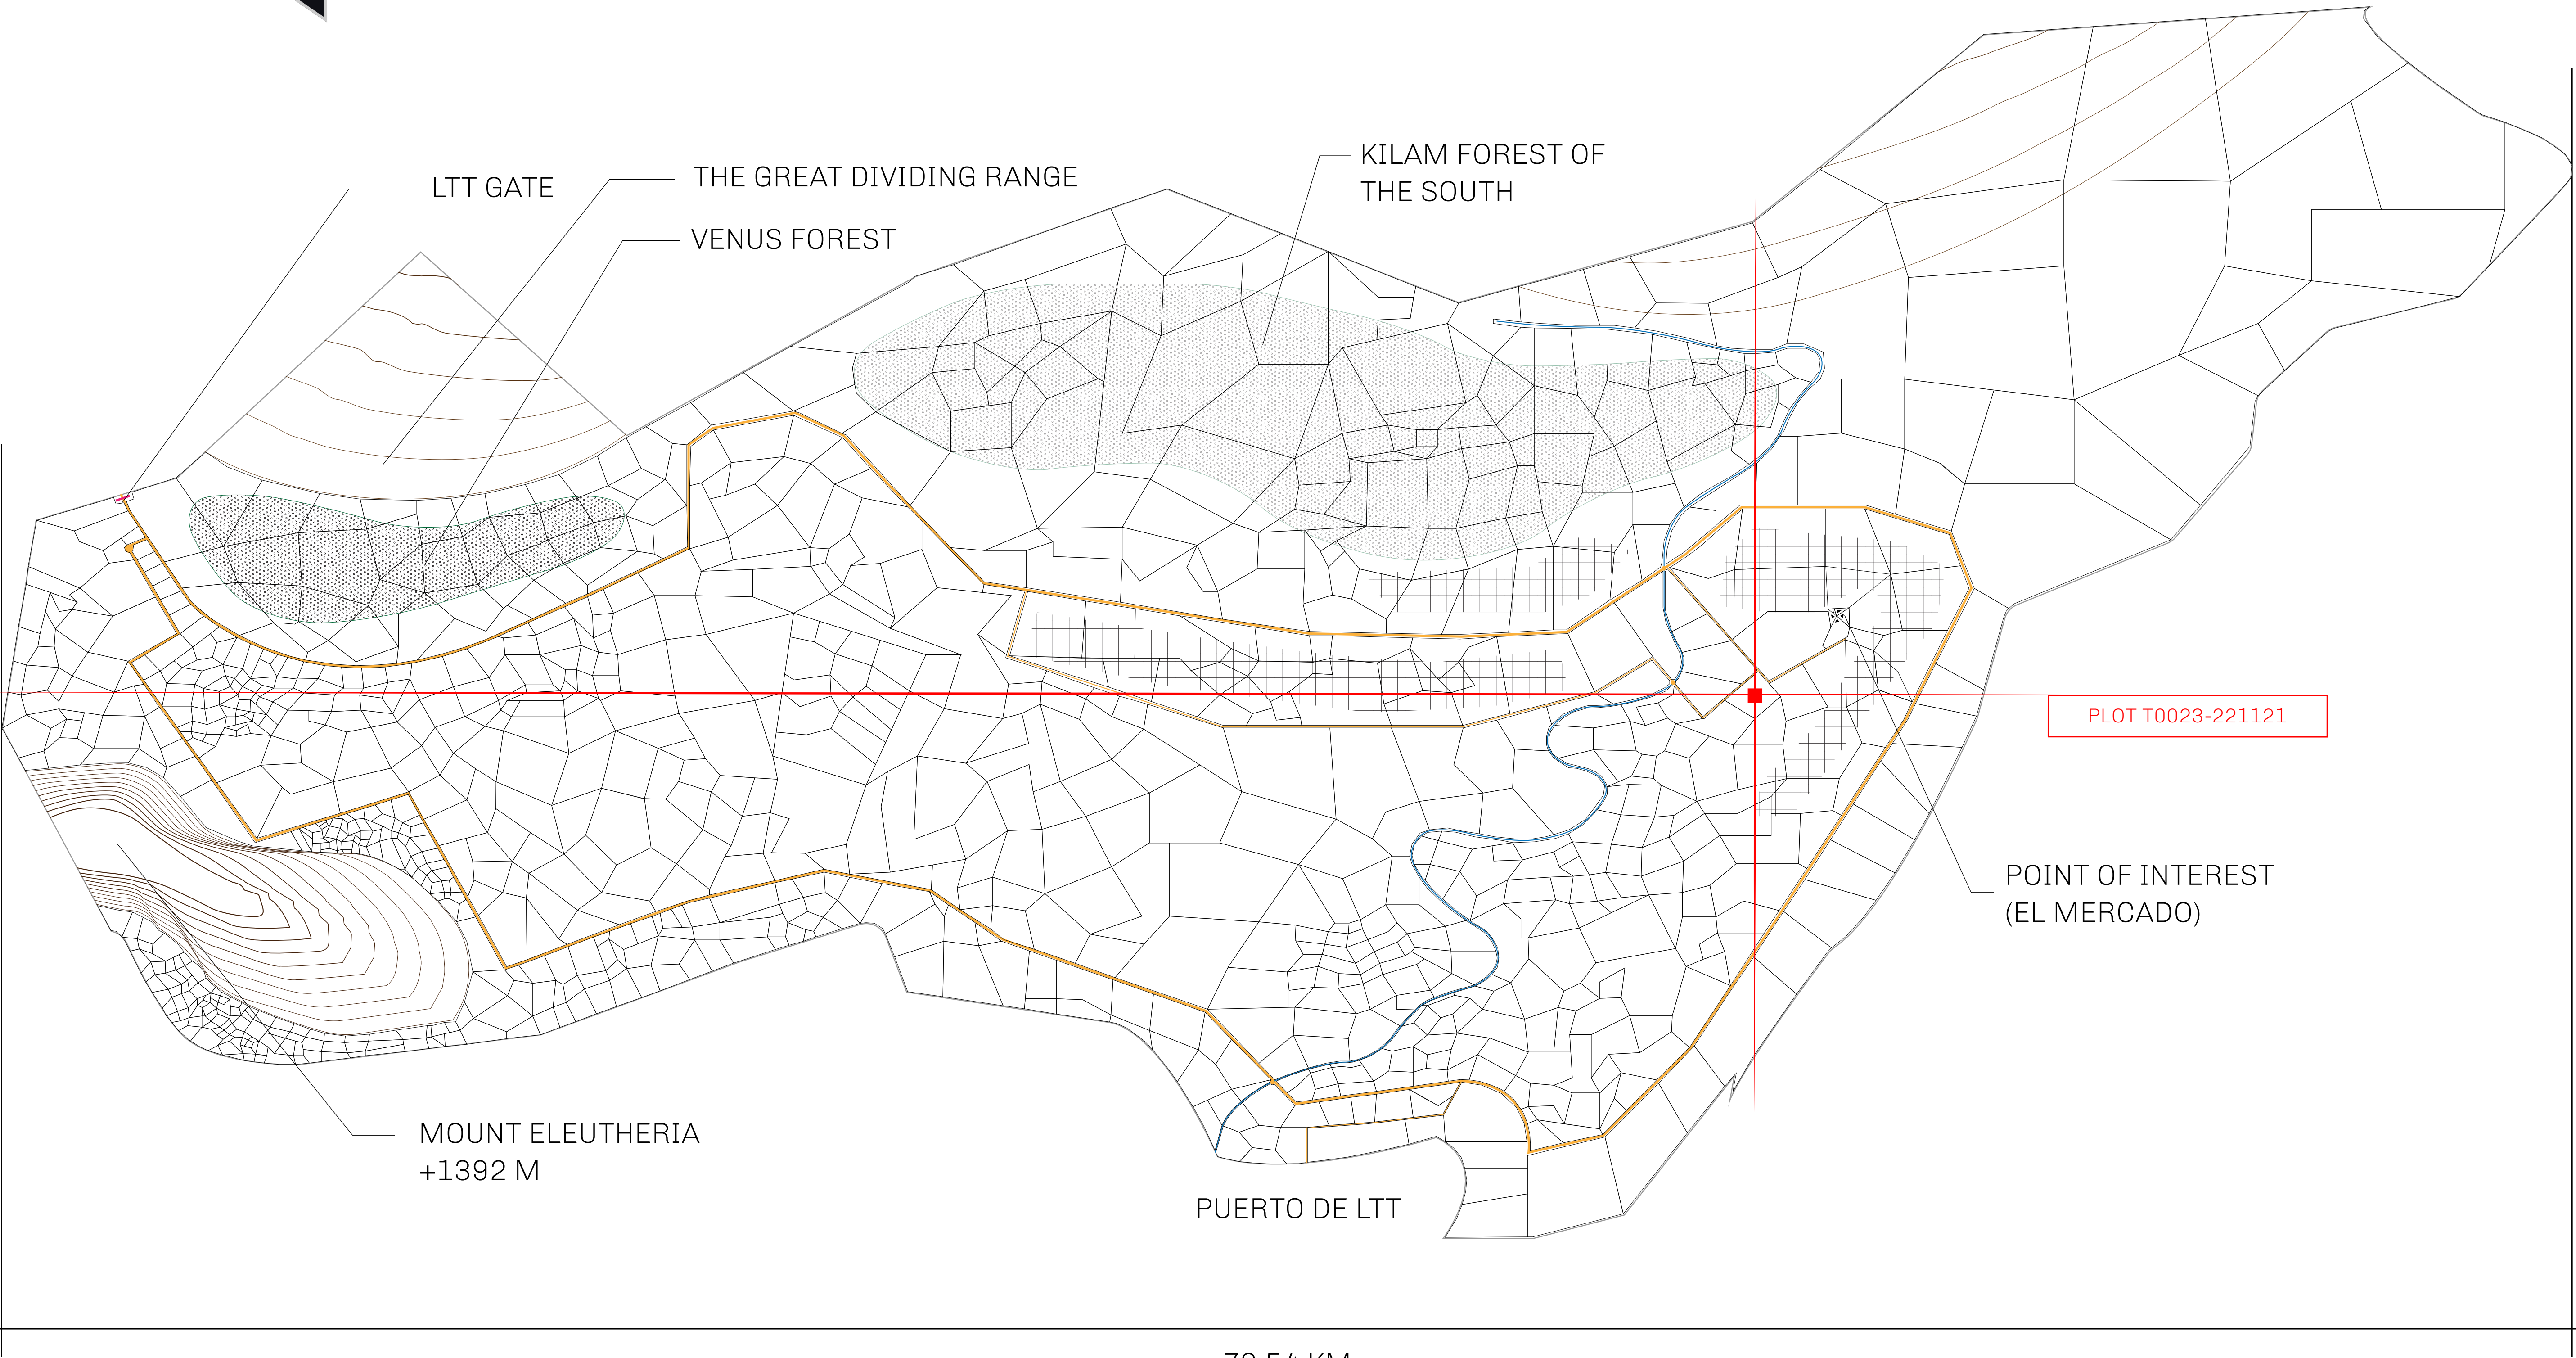 KILAM FOREST OF
THE SOUTH
THE GREAT DIVIDING RANGE
LTT GATE
VENUS FOREST
PLOT T0023-221121
POINT OF INTEREST
(EL MERCADO)
MOUNT ELEUTHERIA
+1392 M
PUERTO DE LTT
KM